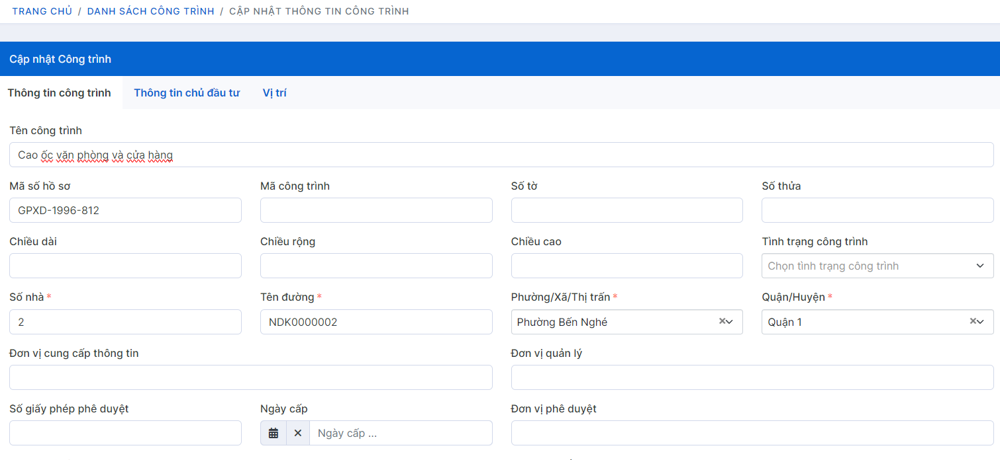 TRANG CHỦ / DANH SÁCH CÔNG TRÌNH / CẬP NHẬT THÔNG TIN CÔNG TRÌNH
Cập nhật Công trình
Thông tin công trình Thông tin chủ đầu tư Vị trí
Tên công trình
Cao ốc văn phòng và cửa hàng
Mã số hồ sơ Mã công trình Số tờ Số thửa
GPXD-1996-812
Chiều dài Chiều rộng Chiều cao Tình trạng công trình
Chọn tình trạng công trình
Số nhà * Tên đường * Phường/Xã/Thị trấn * Quận/Huyện *
2 NDK0000002 Phường Bến Nghé Quận 1
Đơn vị cung cấp thông tin Đơn vị quản lý
Số giấy phép phê duyệt Ngày cấp Đơn vị phê duyệt
Ngày cấp ...